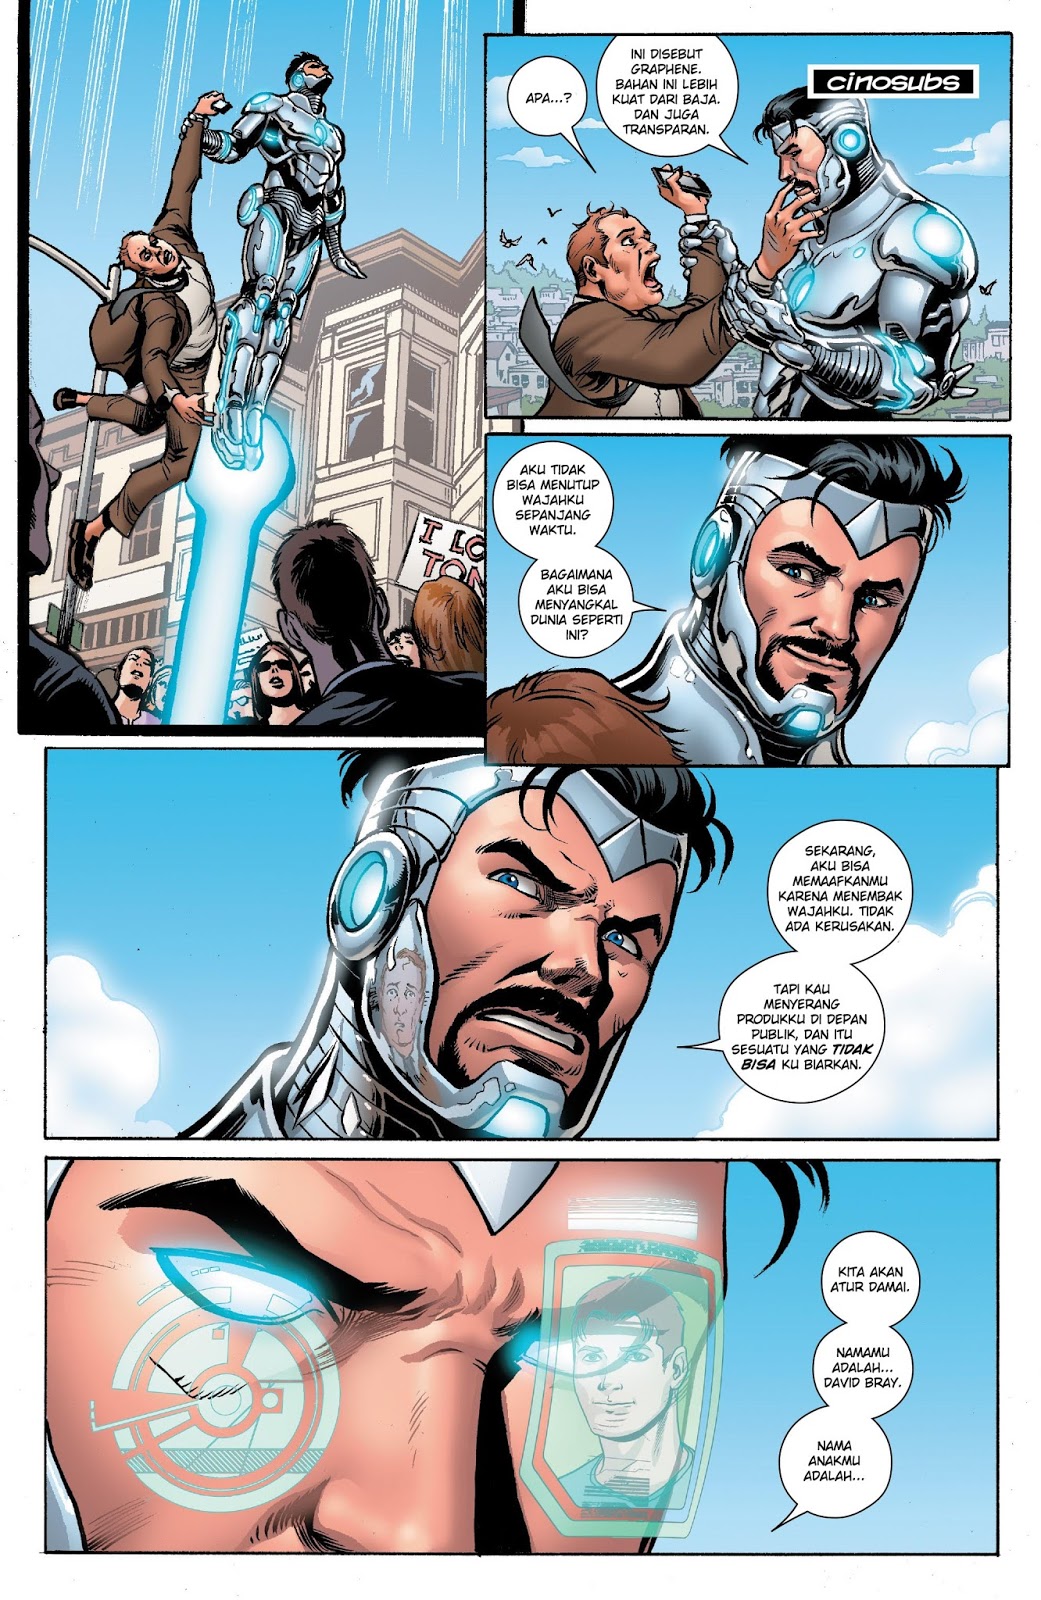 I LO
TON
cinosubs
APA...?
INI DISEBUT
GRAPHENE.
BAHAN INI LEBIH
KUAT DARI BAJA.
DAN JUGA
TRANSPARAN.
AKU TIDAK
BISA MENUTUP
WAJAHKU
SEPANJANG
WAKTU.
BAGAIMANA
AKU BISA
MENYANGKAL
DUNIA SEPERTI
INI?
SEKARANG,
AKU BISA
MEMAAFKANMU
KARENA MENEMBAK
WAJAHKU. TIDAK
ADA KERUSAKAN.
TAPI KAU
MENYERANG
PRODUKKU DI DEPAN
PUBLIK, DAN ITU
SESUATU YANG TIDAK
BISA KU BIARKAN.
KITA AKAN
ATUR DAMAI.
NAMAMU
ADALAH...
DAVID BRAY.
NAMA
ANAKMU
ADALAH...